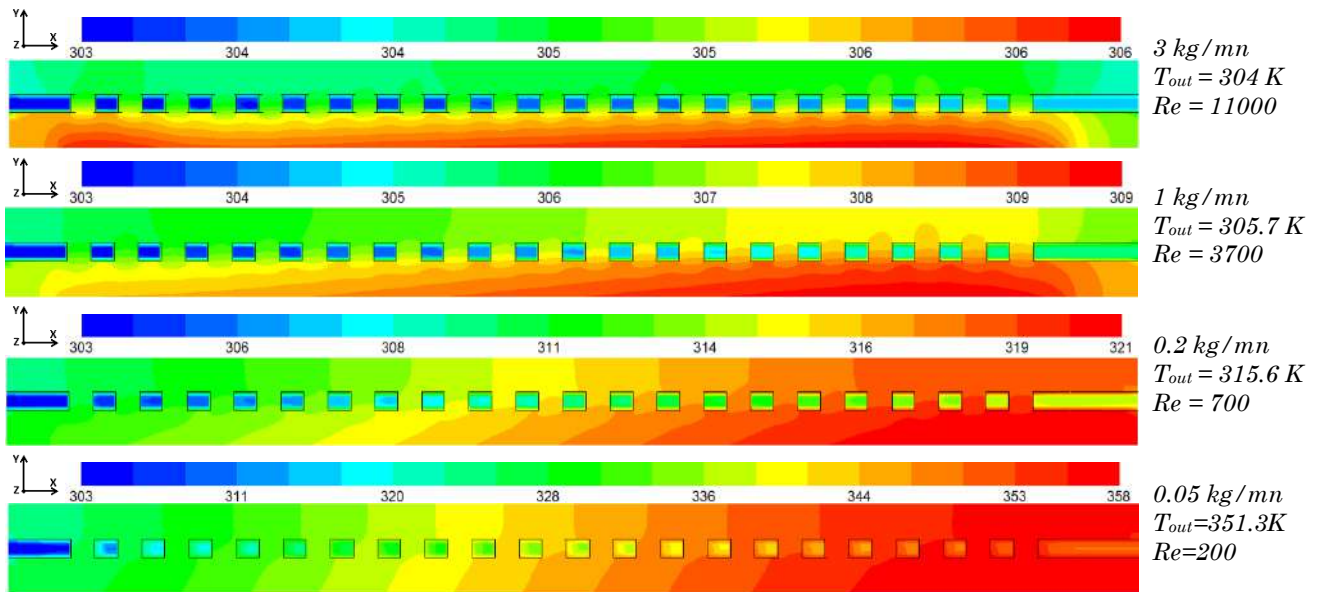 Y
Z X
303 304 304 305 305 306 306 306
3 kg/mn
Tout = 304 K
Re = 11000
Y
Z X
303 304 305 306 307 308 309 309
1 kg/mn
Tout = 305.7 K
Re = 3700
Y
Z X
303 306 308 311 314 316 319 321
0.2 kg/mn
Tout = 315.6 K
Re = 700
Y
Z X
303 311 320 328 336 344 353 358
0.05 kg/mn
Tout=351.3K
Re=200